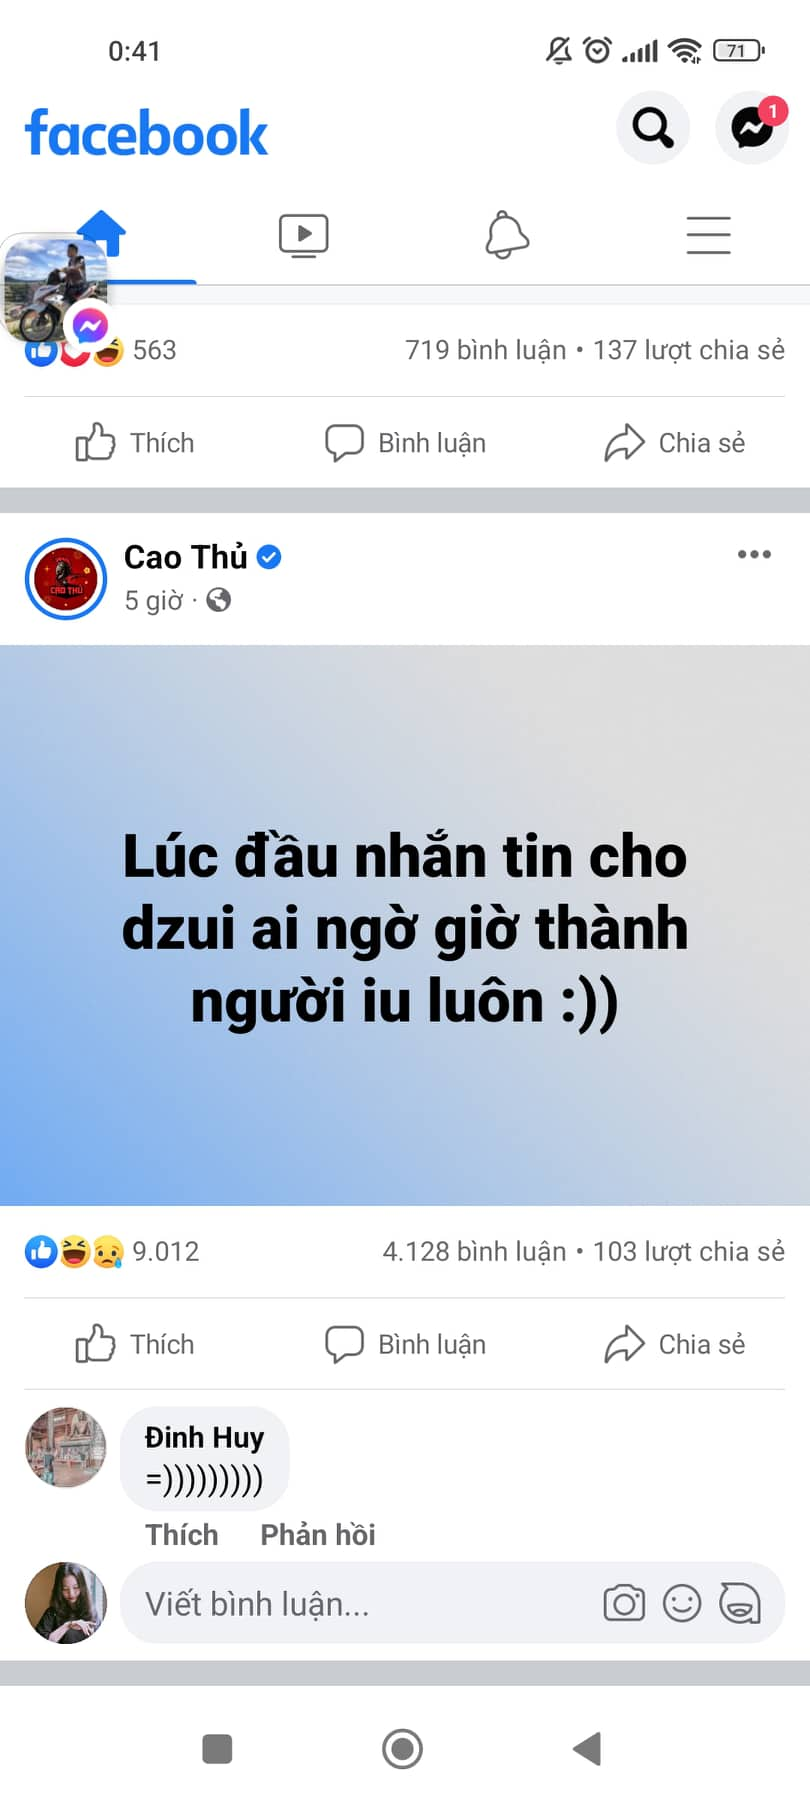 0:41
71
facebook
1
563
719 bình luận • 137 lượt chia sẻ
Thích
Bình luận
Chia sẻ
Cao Thủ
CAO THỦ
5 giờ ·
Lúc đầu nhắn tin cho
dzui ai ngờ giờ thành
người iu luôn :))
9.012
4.128 bình luận • 103 lượt chia sẻ
Thích
Bình luận
Chia sẻ
Đinh Huy
=)))))))))
Thích
Phản hồi
Viết bình luận...